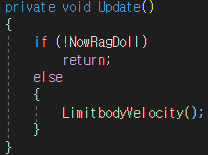 private void Update()
{
if (!NowRagDoll)
return;
else
{
LimitbodyVelocity();
}
}